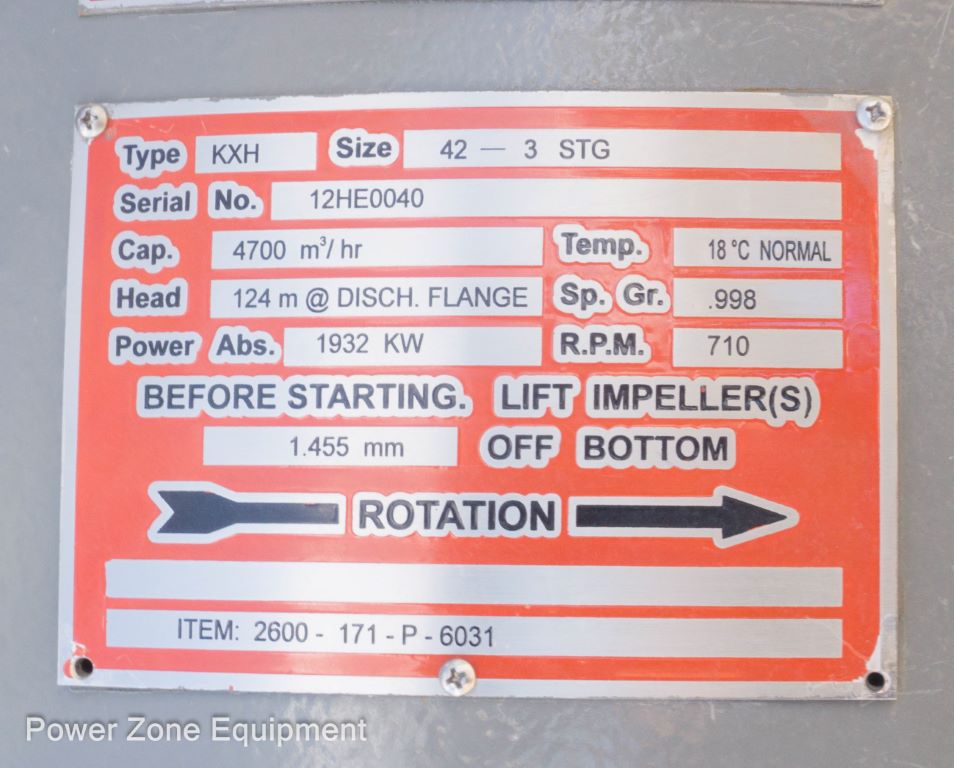 Type KXH Size 42 — 3 STG
Serial No. 12HE0040
Cap. 4700 m³/ hr Temp. 18 °C NORMAL
Head 124 m @ DISCH. FLANGE Sp. Gr. .998
Power Abs. 1932 KW R.P.M. 710
BEFORE STARTING. LIFT IMPELLER(S)
1.455 mm OFF BOTTOM
ROTATION
ITEM: 2600 - 171 - P - 6031
Power Zone Equipment